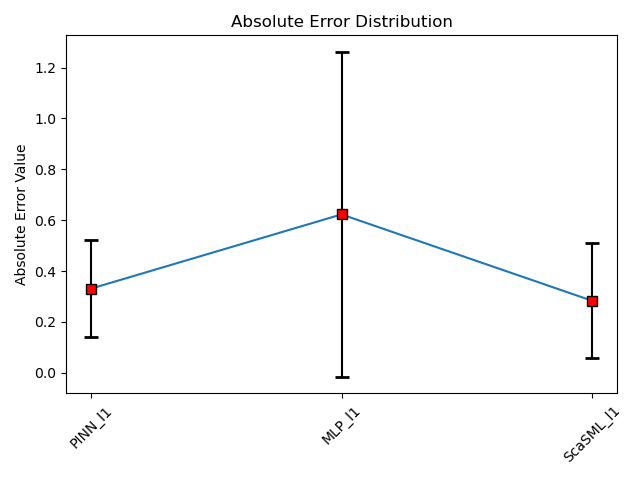 Absolute Error Distribution
Absolute Error Value
1.2
1.0
0.8
0.6
0.4
0.2
0.0
PINN_l1
MLP_l1
ScaSML_l1